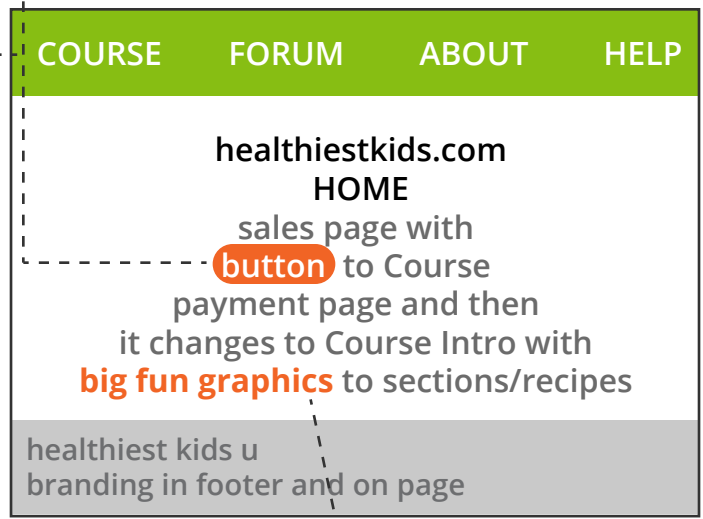 COURSE FORUM ABOUT HELP
healthiestkids.com
HOME
sales page with
button to Course
payment page and then
it changes to Course Intro with
big fun graphics to sections/recipes
healthiest kids u
branding in footer and on page